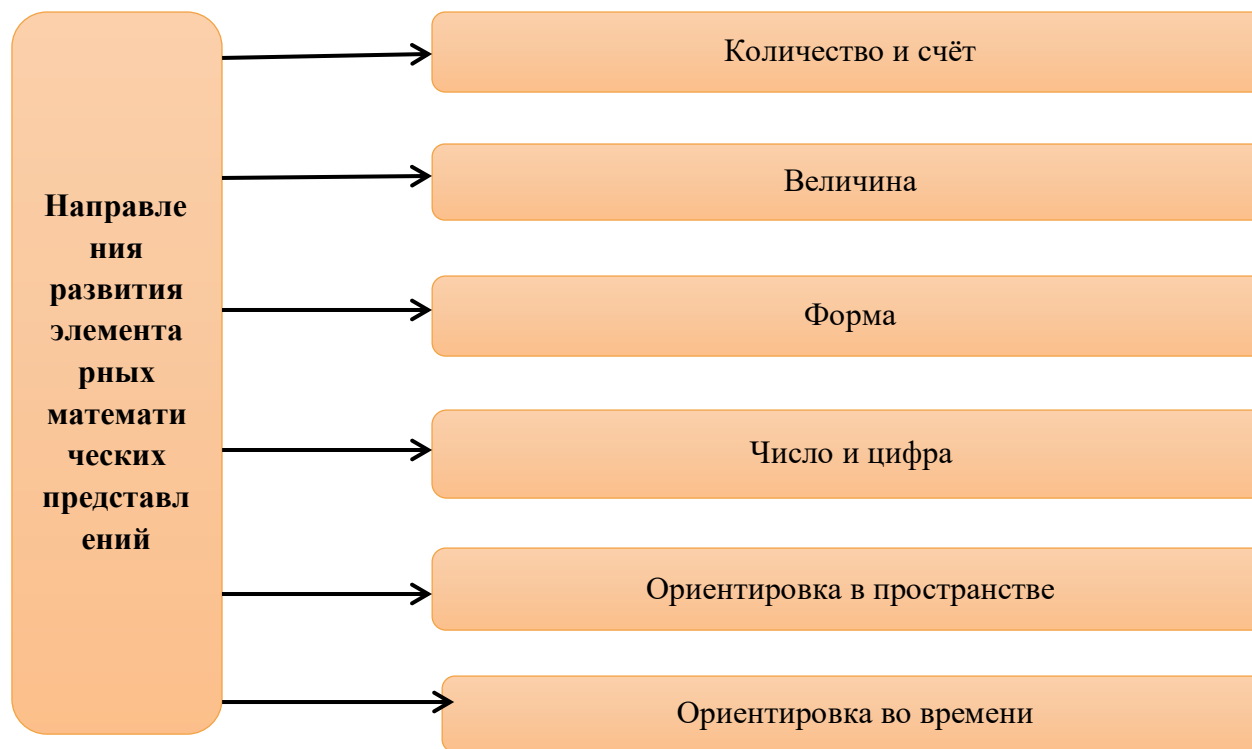 Направле
ния
развития
элемента
рных
математи
ческих
представл
ений
Количество и счёт
Величина
Форма
Число и цифра
Ориентировка в пространстве
Ориентировка во времени